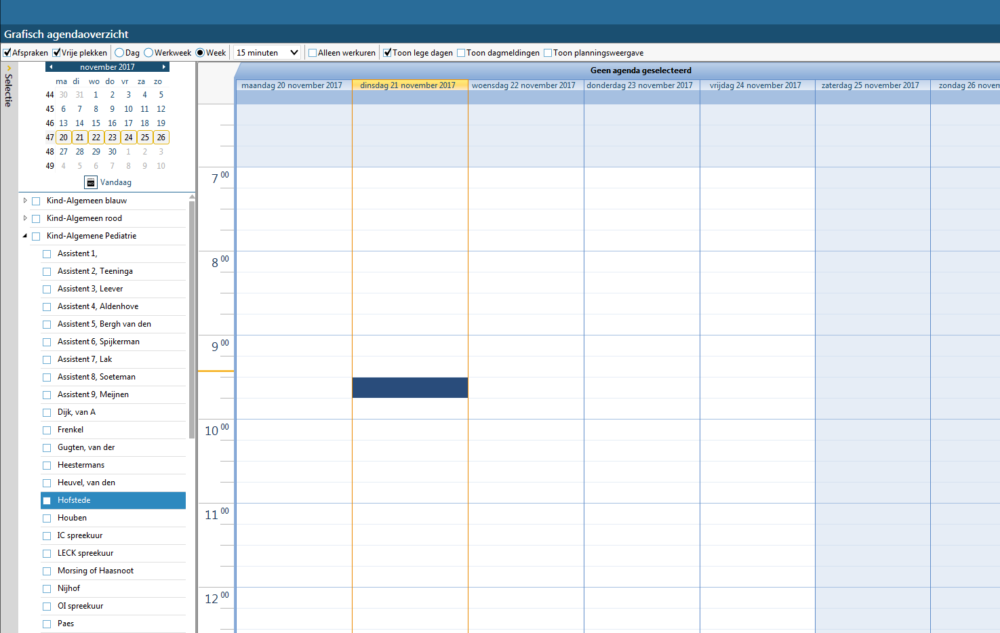 Grafisch agendaoverzicht
Afspraken Vrije plekken Dag Werkweek Week 15 minuten Alleen werkuren Toon lege dagen Toon dagmeldingen Toon planningsweergave
Selectie
november 2017
ma di wo do vr za zo
44 30 31 1 2 3 4 5
45 6 7 8 9 10 11 12
46 13 14 15 16 17 18 19
47 20 21 22 23 24 25 26
48 27 28 29 30 1 2 3
49 4 5 6 7 8 9 10
Vandaag
Kind-Algemeen blauw
Kind-Algemeen rood
Kind-Algemene Pediatrie
Assistent 1,
Assistent 2, Teeninga
Assistent 3, Leever
Assistent 4, Aldenhove
Assistent 5, Bergh van den
Assistent 6, Spijkerman
Assistent 7, Lak
Assistent 8, Soeteman
Assistent 9, Meijnen
Dijk, van A
Frenkel
Gugten, van der
Heestermans
Heuvel, van den
Hofstede
Houben
IC spreekuur
LECK spreekuur
Morsing of Haasnoot
Nijhof
OI spreekuur
Paes
Geen agenda geselecteerd
maandag 20 november 2017 dinsdag 21 november 2017 woensdag 22 november 2017 donderdag 23 november 2017 vrijdag 24 november 2017 zaterdag 25 november 2017 zondag 26 novem
7 00
8 00
9 00
10 00
11 00
12 00